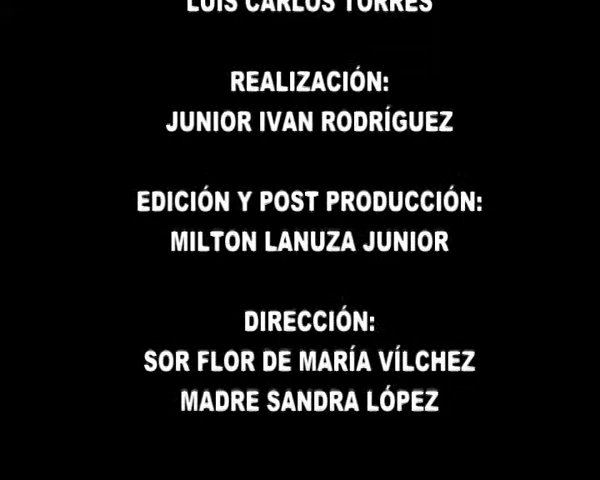 LUIS CARLOS TORRES
REALIZACIÓN:
JUNIOR IVAN RODRÍGUEZ
EDICIÓN Y POST PRODUCCIÓN:
MILTON LANUZA JUNIOR
DIRECCIÓN:
SOR FLOR DE MARÍA VÍLCHEZ
MADRE SANDRA LÓPEZ